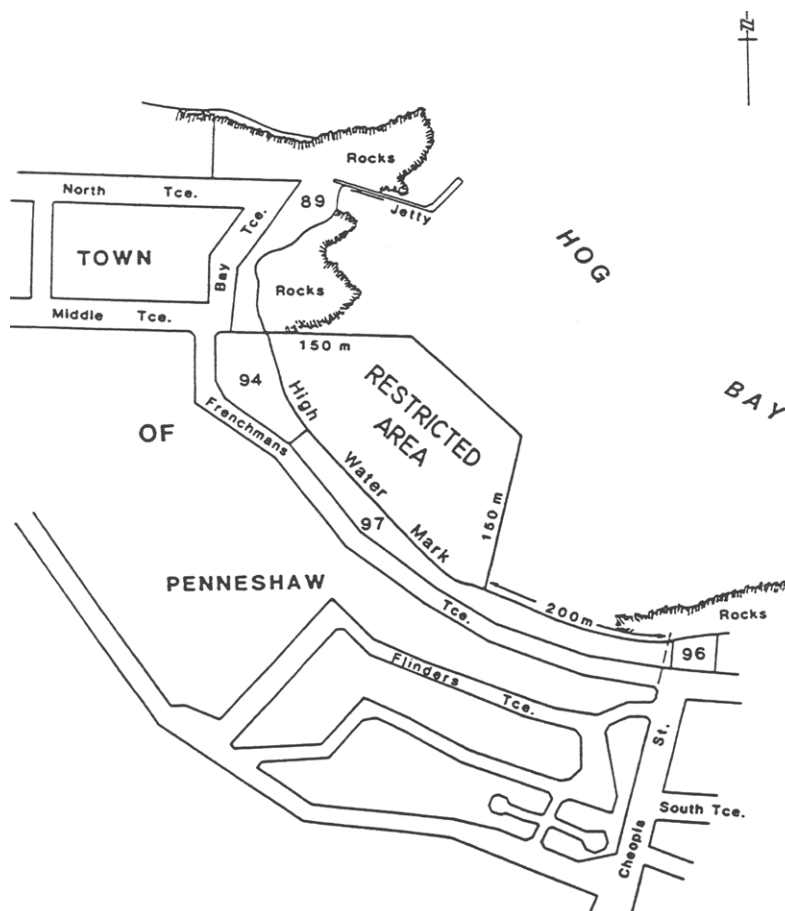 N
Rocks
North Tce.
89
Jetty
Bay Tce.
TOWN
HOG
Rocks
Middle Tce.
150 m
94
High
RESTRICTED
AREA
BAY
OF
Frenchmans
Water
97
Mark
150 m
PENNESHAW
200m
Rocks
Tce.
96
Flinders Tce.
St.
South Tce.
Cheopis